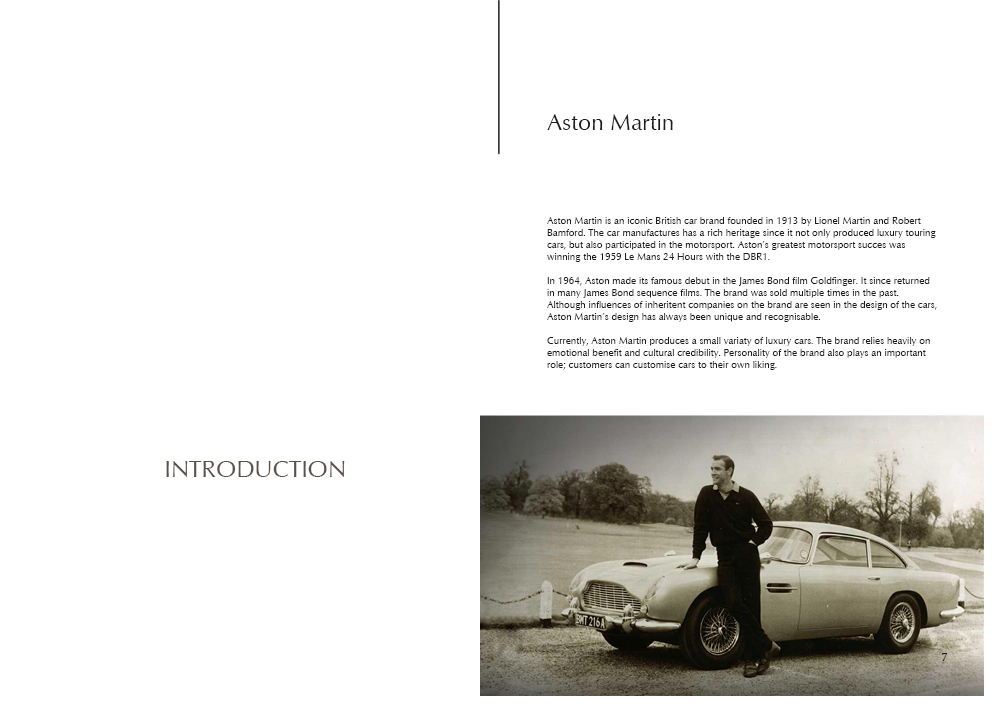 Aston Martin
Aston Martin is an iconic British car brand founded in 1913 by Lionel Martin and Robert
Bamford. The car manufactures has a rich heritage since it not only produced luxury touring
cars, but also participated in the motorsport. Aston´s greatest motorsport succes was
winning the 1959 Le Mans 24 Hours with the DBR1.
In 1964, Aston made its famous debut in the James Bond film Goldfinger. It since returned
in many James Bond sequence films. The brand was sold multiple times in the past.
Although influences of inheritent companies on the brand are seen in the design of the cars,
Aston Martin´s design has always been unique and recognisable.
Currently, Aston Martin produces a small variaty of luxury cars. The brand relies heavily on
emotional benefit and cultural credibility. Personality of the brand also plays an important
role; customers can customise cars to their own liking.
INTRODUCTION
BMT 216A
7